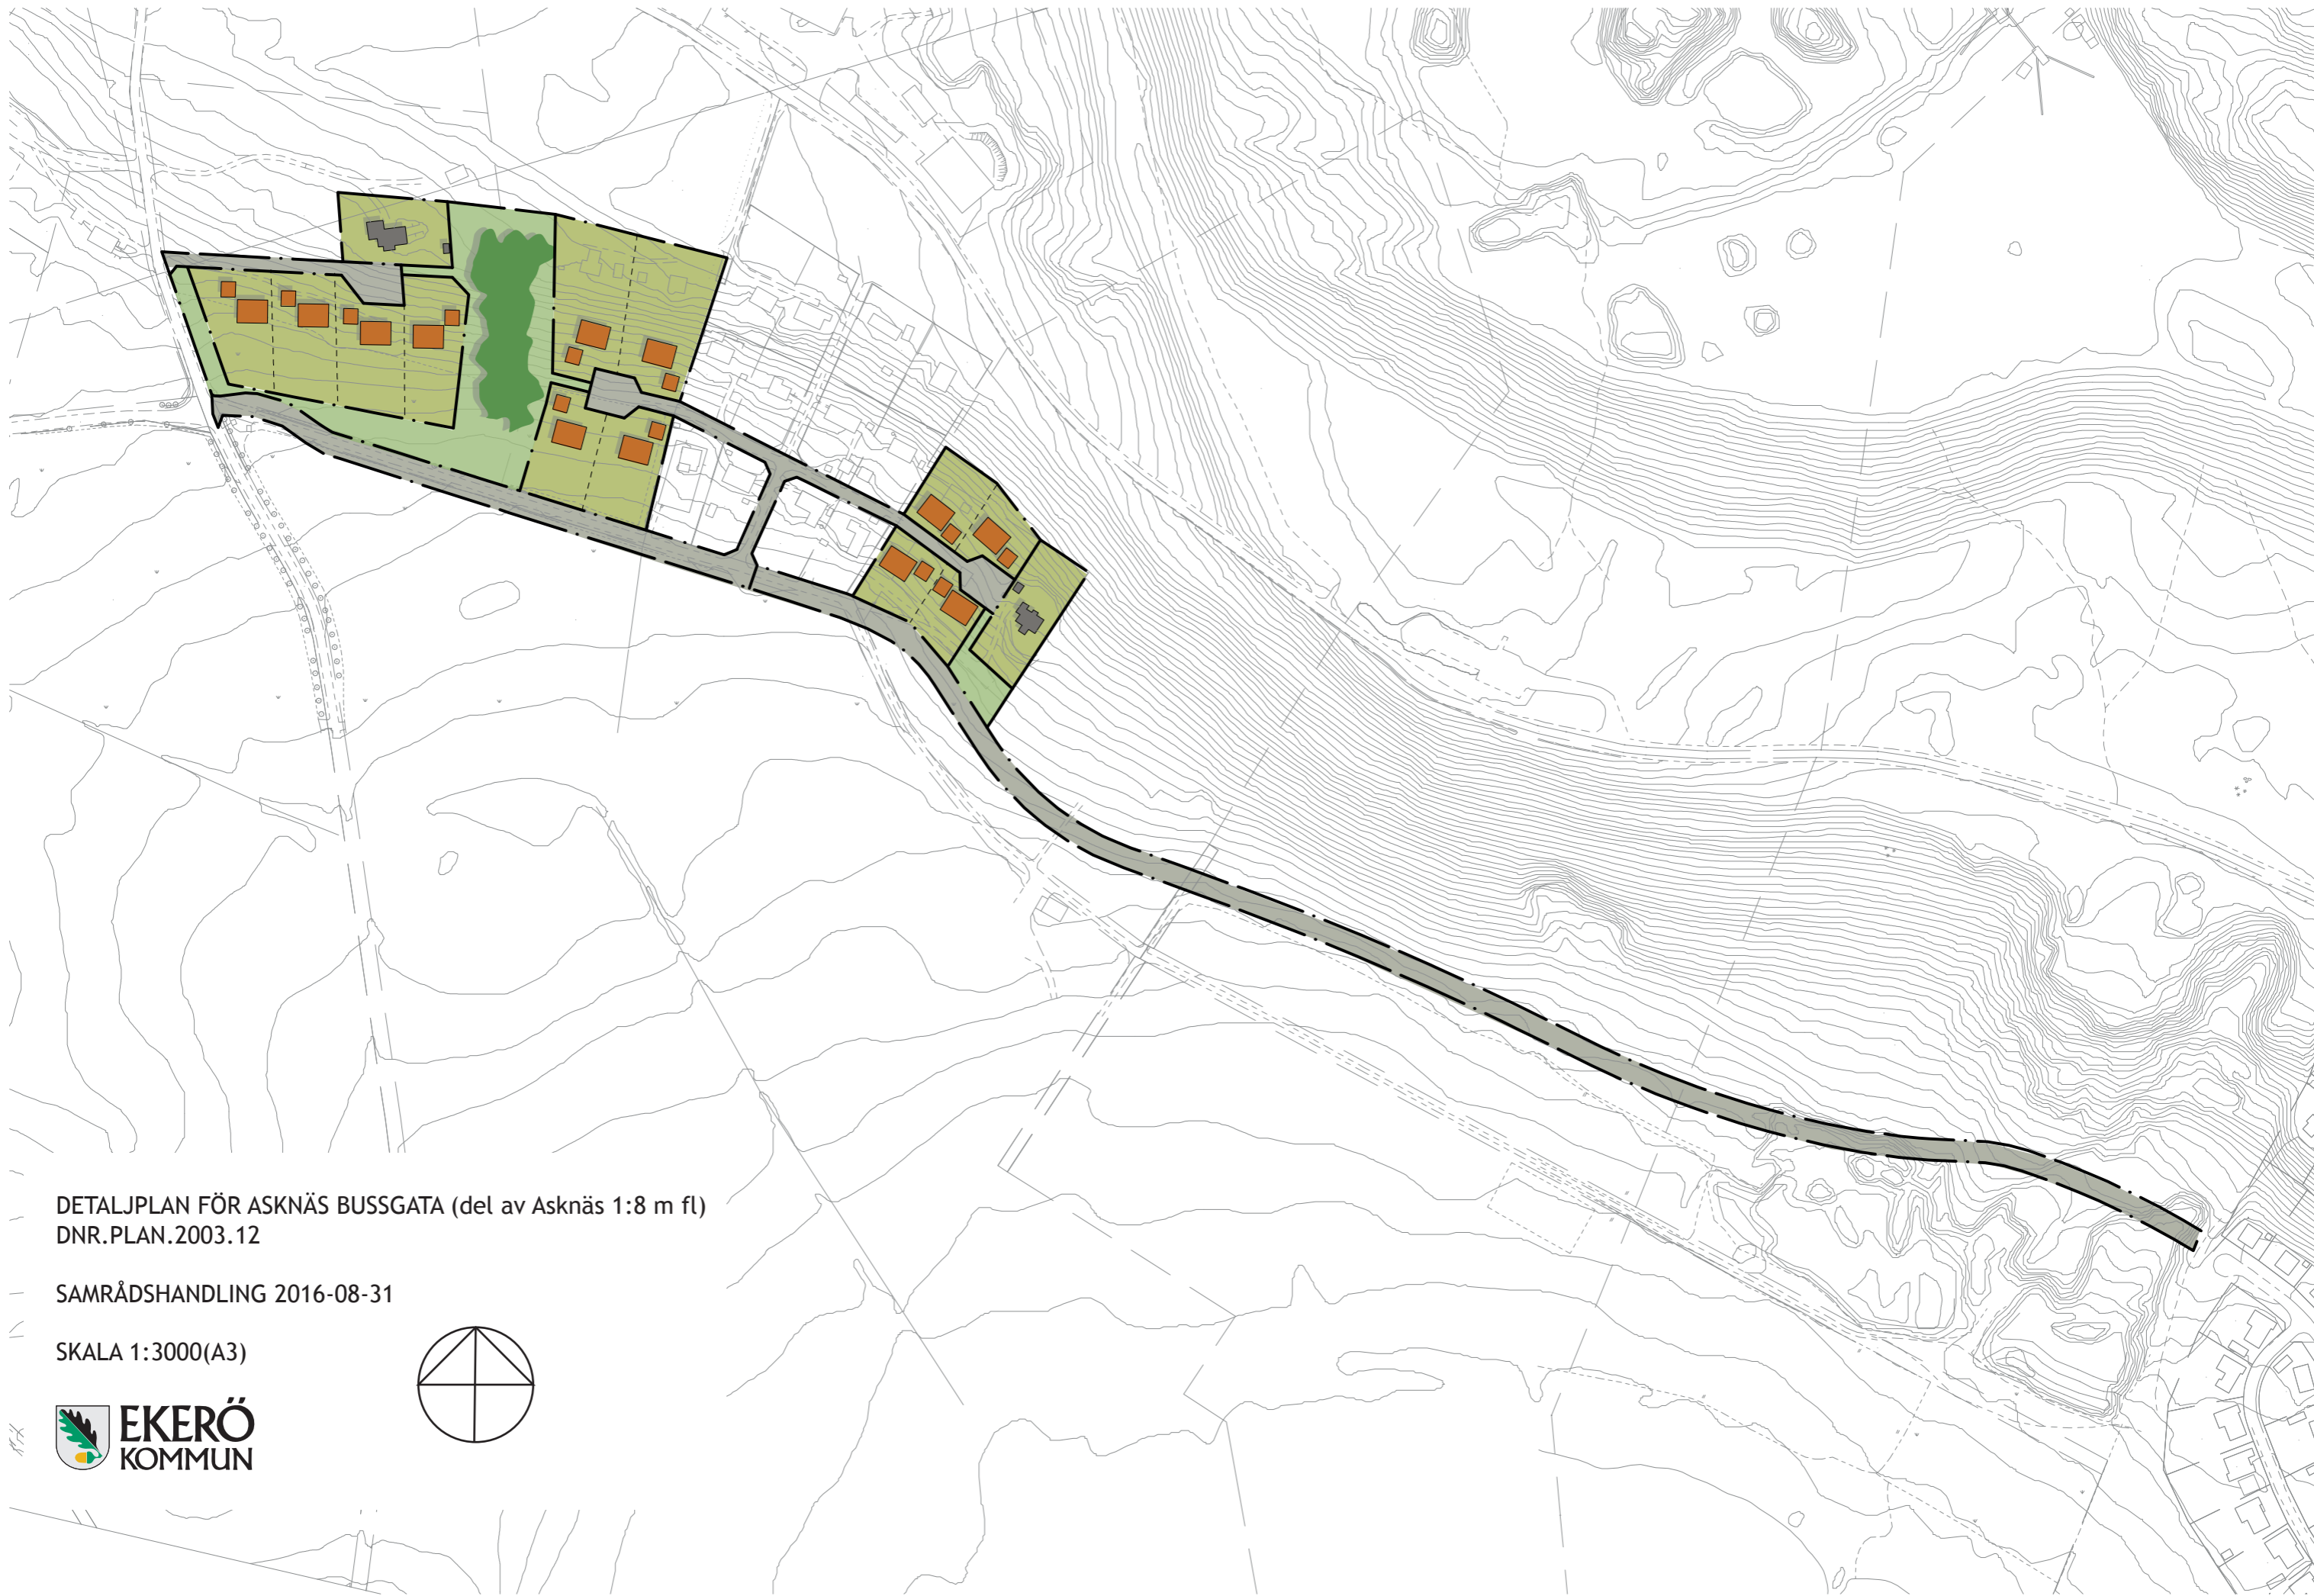 DETALJPLAN FÖR ASKNÄS BUSSGATA (del av Asknäs 1:8 m fl)
DNR.PLAN.2003.12
SAMRÅDSHANDLING 2016-08-31
SKALA 1:3000(A3)
EKERÖ
KOMMUN